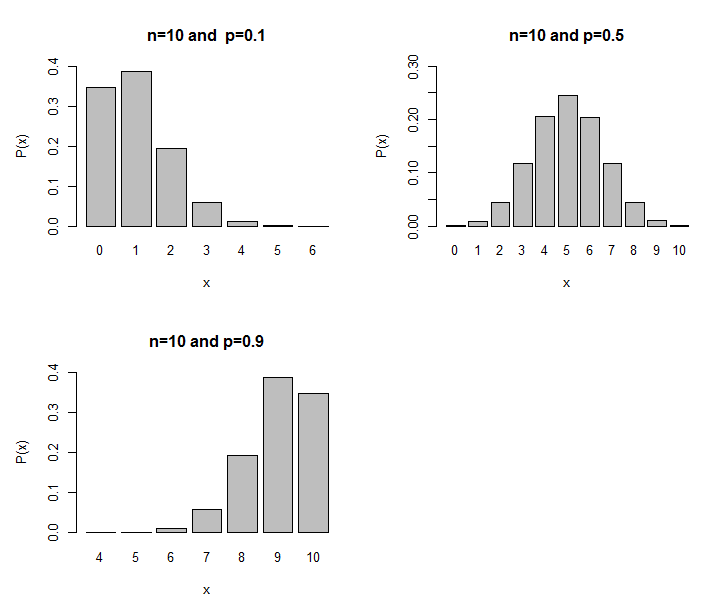 n=10 and  p=0.1
P(x)
0.4
0.3
0.2
0.1
0.0
0 1 2 3 4 5 6
x
n=10 and p=0.5
P(x)
0.30
0.20
0.10
0.00
0 1 2 3 4 5 6 7 8 9 10
x
n=10 and p=0.9
P(x)
0.4
0.3
0.2
0.1
0.0
4 5 6 7 8 9 10
x